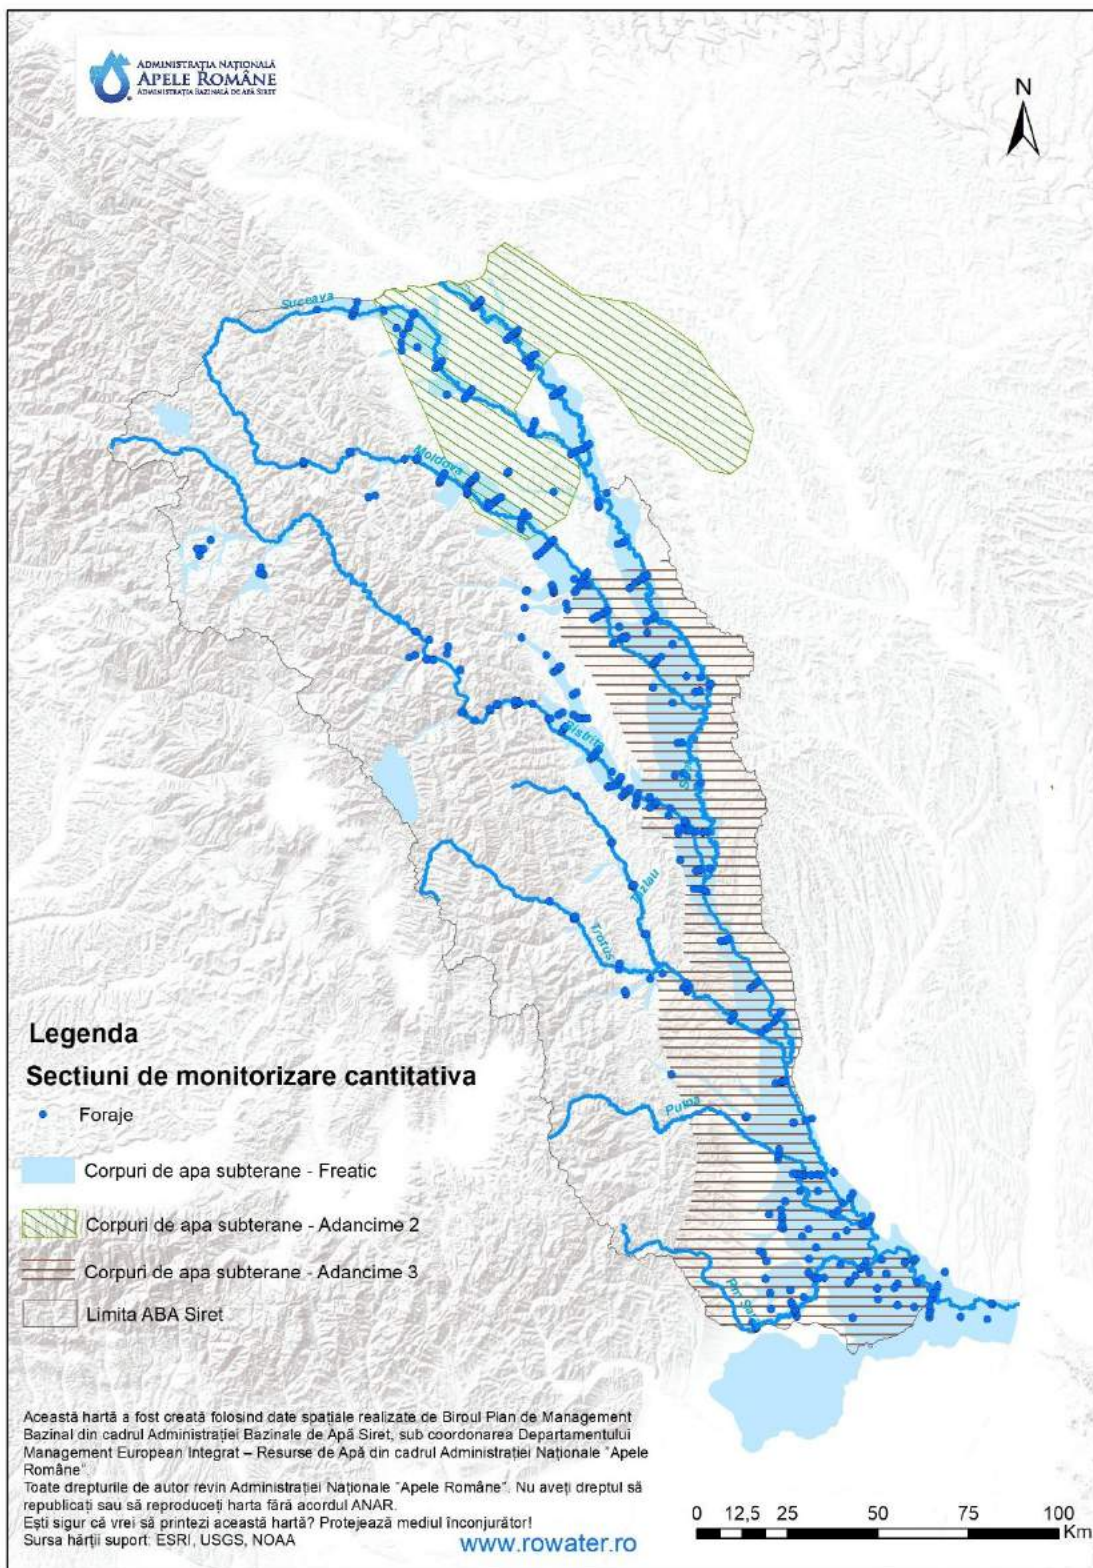 ADMINISTRAȚIA NAȚIONALĂ
APELE ROMÂNE
ADMINISTRAȚIA BAZINALĂ DE APĂ SIRET
N
Suceava
Moldova
Bistrita
Trotus
Putna
Legenda
Sectiuni de monitorizare cantitativa
Foraje
Corpuri de apa subterane - Freatic
Corpuri de apa subterane - Adancime 2
Corpuri de apa subterane - Adancime 3
Limita ABA Siret
Această hartă a fost creată folosind date spațiale realizate de Biroul Plan de Management
Bazinal din cadrul Administrației Bazinale de Apă Siret, sub coordonarea Departamentului
Management European Integrat – Resurse de Apă din cadrul Administrației Naționale "Apele
Române".
Toate drepturile de autor revin Administrației Naționale "Apele Române". Nu aveți dreptul să
republicați sau să reproduceți harta fără acordul ANAR.
Ești sigur că vrei să printezi această hartă? Protejează mediul înconjurător!
Sursa hărții suport: ESRI, USGS, NOAA
www.rowater.ro
0 12,5 25 50 75 100
Km